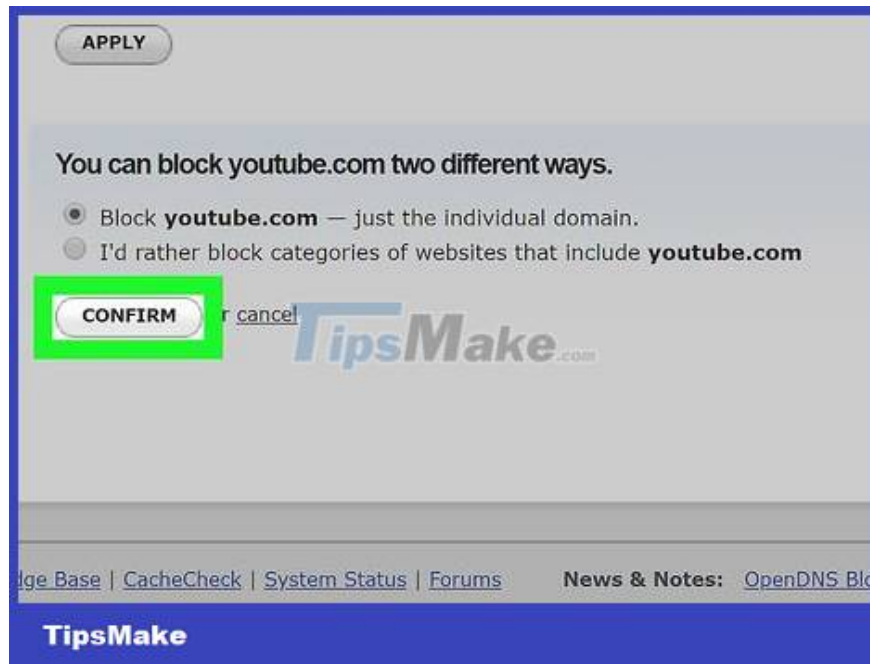 APPLY
You can block youtube.com two different ways.
Block youtube.com — just the individual domain.
I'd rather block categories of websites that include youtube.com
CONFIRM r cancel
TipsMake.com
dge Base | CacheCheck | System Status | Forums News & Notes: OpenDNS Blo
TipsMake